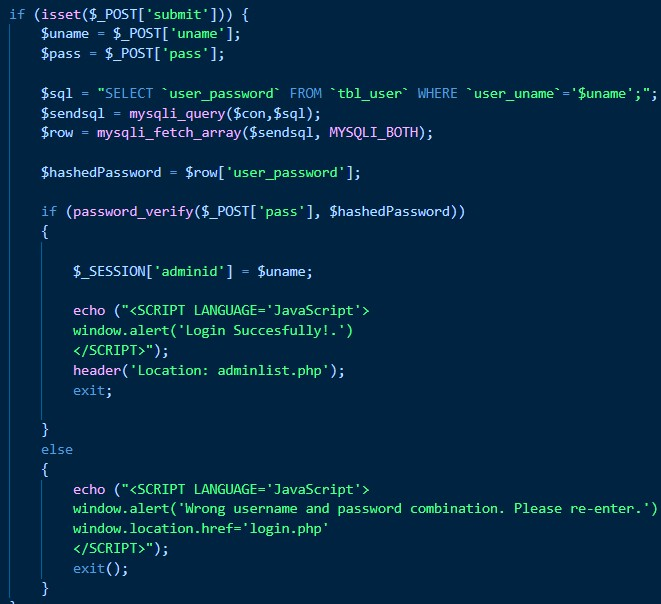 if (isset($_POST['submit'])) {
$uname = $_POST['uname'];
$pass = $_POST['pass'];
$sql = "SELECT `user_password` FROM `tbl_user` WHERE `user_uname`='$uname';";
$sendsql = mysqli_query($con,$sql);
$row = mysqli_fetch_array($sendsql, MYSQLI_BOTH);
$hashedPassword = $row['user_password'];
if (password_verify($_POST['pass'], $hashedPassword))
{
$_SESSION['adminid'] = $uname;
echo ("<SCRIPT LANGUAGE='JavaScript'>
window.alert('Login Succesfully!.')
</SCRIPT>");
header('Location: adminlist.php');
exit;
}
else
{
echo ("<SCRIPT LANGUAGE='JavaScript'>
window.alert('Wrong username and password combination. Please re-enter.')
window.location.href='login.php'
</SCRIPT>");
exit();
}
}